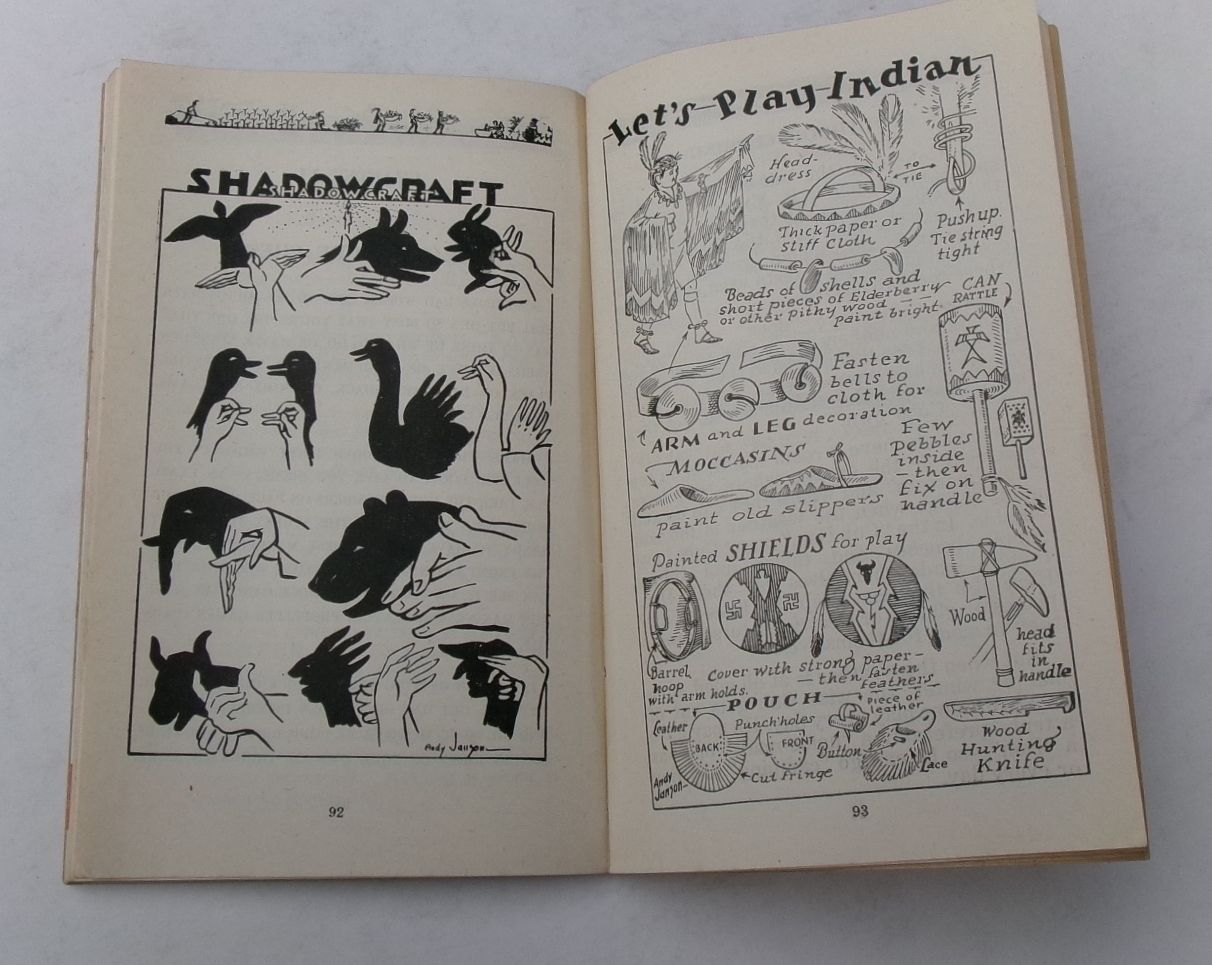 SHADOWCRAFT
SHADOWCRAFT
Andy Janson
92
Let's Play Indian
Head-
dress
TO
TIE
Thick paper or
stiff Cloth
Push up.
Tie string
tight
Beads of shells and
short pieces of Elderberry
or other pithy wood —
paint bright
CAN
RATTLE
Fasten
bells to
cloth for
ARM and LEG decoration
MOCCASINS
paint old slippers
Few
Pebbles
inside
—then
fix on
handle
Painted SHIELDS for play
Barrel
hoop
with arm holds.
Cover with strong paper—
—then fasten
feathers
Wood
head
fits
in
handle
POUCH
Leather
BACK
Punch holes
FRONT
Cut fringe
Button
Piece of
leather
Lace
Wood
Hunting
Knife
Andy
Janson
93